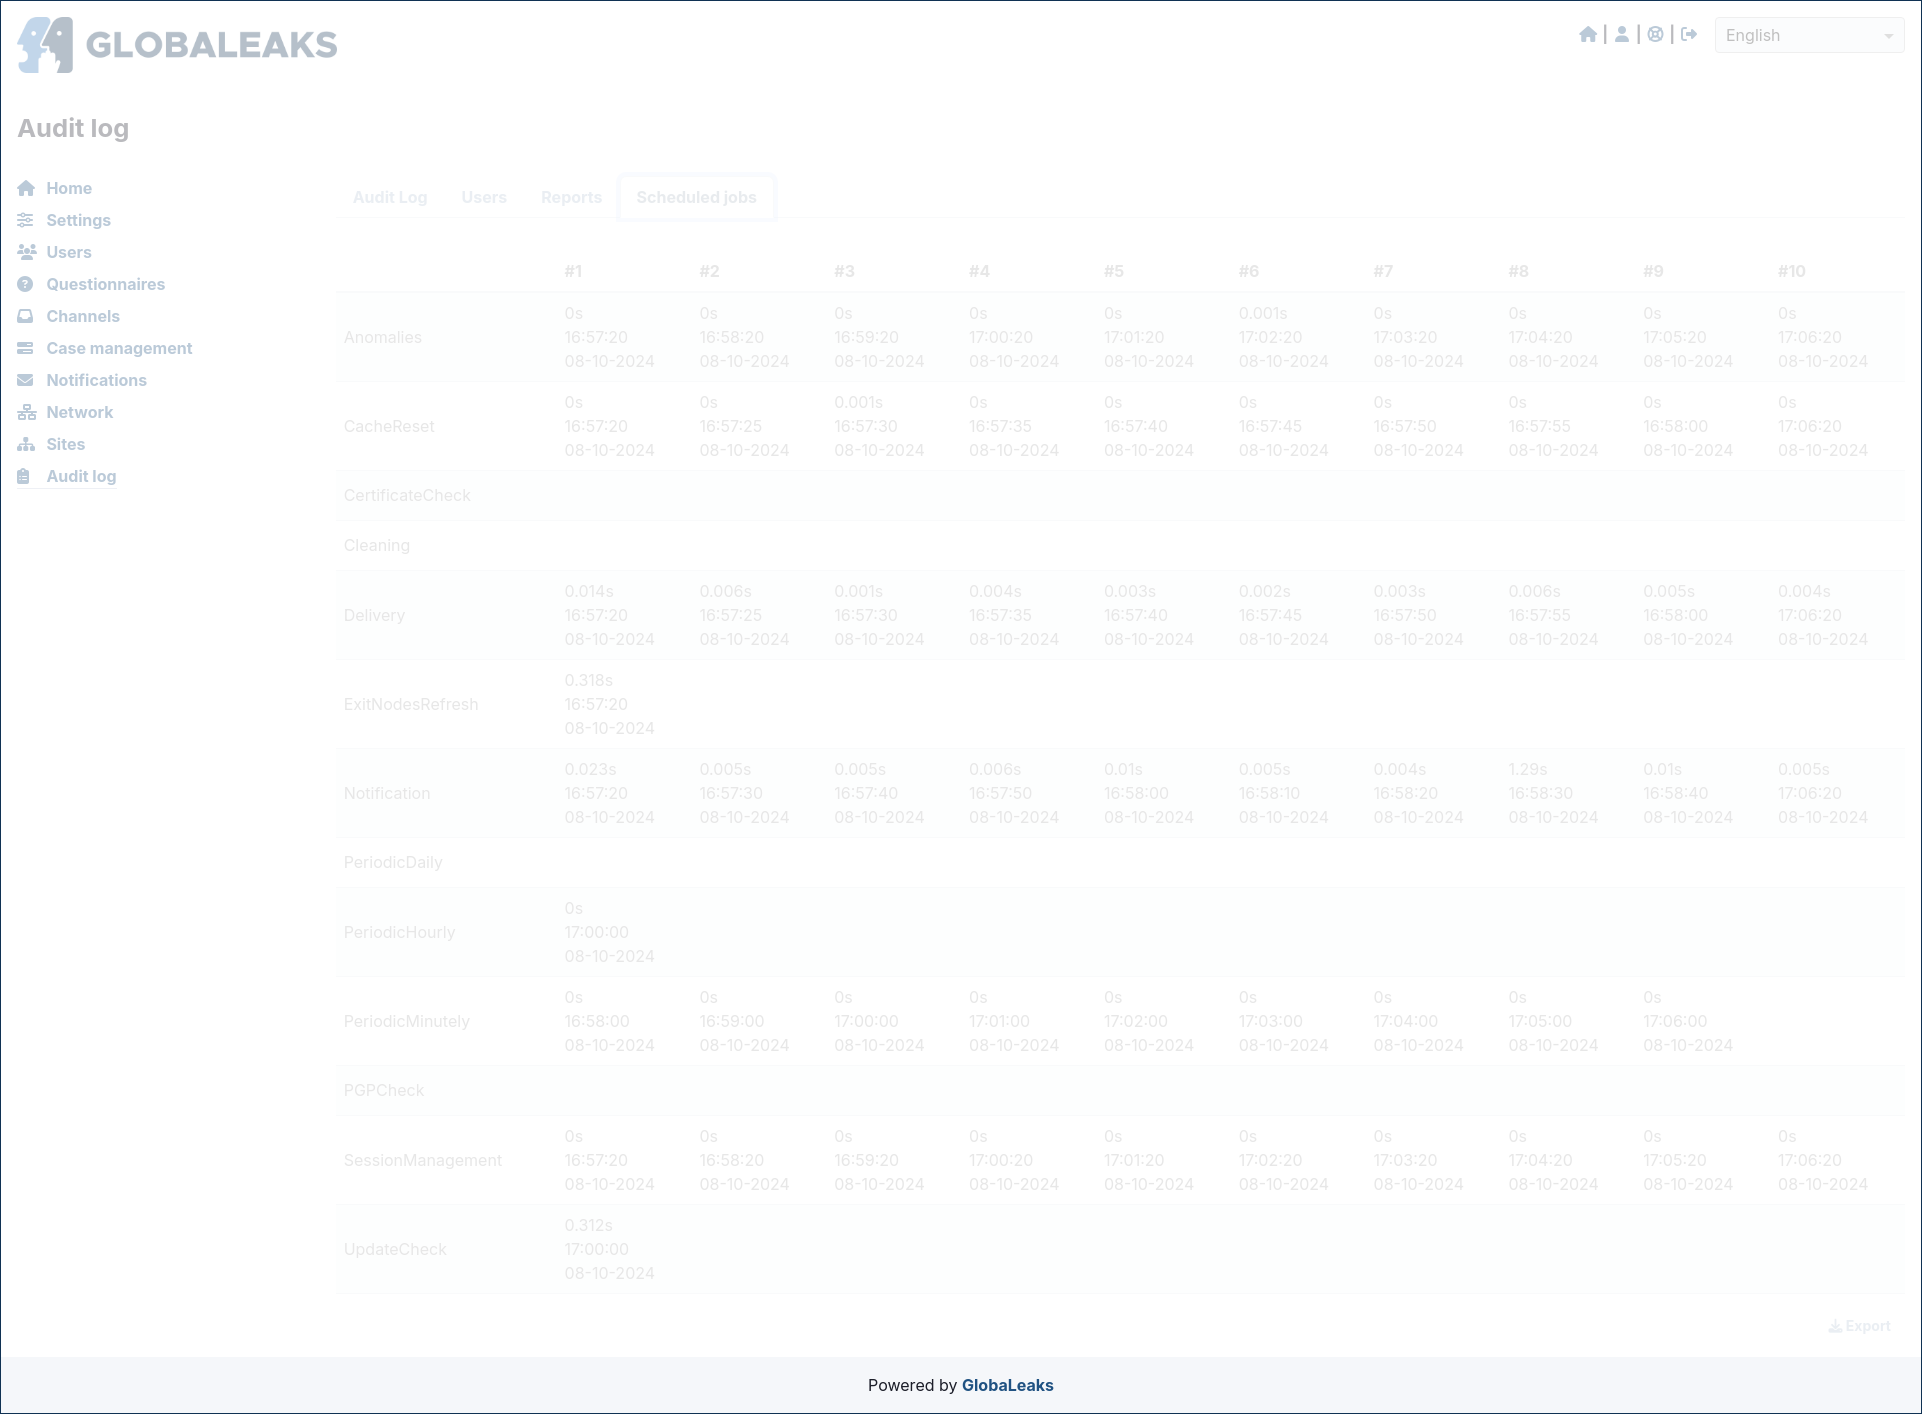 GLOBALEAKS
English
Audit log
Home
Settings
Users
Questionnaires
Channels
Case management
Notifications
Network
Sites
Audit log
Audit Log Users Reports Scheduled jobs
#1 #2 #3 #4 #5 #6 #7 #8 #9 #10
Anomalies
0s 0s 0s 0s 0s 0.001s 0s 0s 0s 0s
16:57:20 16:58:20 16:59:20 17:00:20 17:01:20 17:02:20 17:03:20 17:04:20 17:05:20 17:06:20
08-10-2024 08-10-2024 08-10-2024 08-10-2024 08-10-2024 08-10-2024 08-10-2024 08-10-2024 08-10-2024 08-10-2024
CacheReset
0s 0s 0.001s 0s 0s 0s 0s 0s 0s 0s
16:57:20 16:57:25 16:57:30 16:57:35 16:57:40 16:57:45 16:57:50 16:57:55 16:58:00 17:06:20
08-10-2024 08-10-2024 08-10-2024 08-10-2024 08-10-2024 08-10-2024 08-10-2024 08-10-2024 08-10-2024 08-10-2024
CertificateCheck
Cleaning
Delivery
0.014s 0.006s 0.001s 0.004s 0.003s 0.002s 0.003s 0.006s 0.005s 0.004s
16:57:20 16:57:25 16:57:30 16:57:35 16:57:40 16:57:45 16:57:50 16:57:55 16:58:00 17:06:20
08-10-2024 08-10-2024 08-10-2024 08-10-2024 08-10-2024 08-10-2024 08-10-2024 08-10-2024 08-10-2024 08-10-2024
ExitNodesRefresh
0.318s
16:57:20
08-10-2024
Notification
0.023s 0.005s 0.005s 0.006s 0.01s 0.005s 0.004s 1.29s 0.01s 0.005s
16:57:20 16:57:30 16:57:40 16:57:50 16:58:00 16:58:10 16:58:20 16:58:30 16:58:40 17:06:20
08-10-2024 08-10-2024 08-10-2024 08-10-2024 08-10-2024 08-10-2024 08-10-2024 08-10-2024 08-10-2024 08-10-2024
PeriodicDaily
PeriodicHourly
0s
17:00:00
08-10-2024
PeriodicMinutely
0s 0s 0s 0s 0s 0s 0s 0s 0s
16:58:00 16:59:00 17:00:00 17:01:00 17:02:00 17:03:00 17:04:00 17:05:00 17:06:00
08-10-2024 08-10-2024 08-10-2024 08-10-2024 08-10-2024 08-10-2024 08-10-2024 08-10-2024 08-10-2024
PGPCheck
SessionManagement
0s 0s 0s 0s 0s 0s 0s 0s 0s 0s
16:57:20 16:58:20 16:59:20 17:00:20 17:01:20 17:02:20 17:03:20 17:04:20 17:05:20 17:06:20
08-10-2024 08-10-2024 08-10-2024 08-10-2024 08-10-2024 08-10-2024 08-10-2024 08-10-2024 08-10-2024 08-10-2024
UpdateCheck
0.312s
17:00:00
08-10-2024
Export
Powered by GlobaLeaks